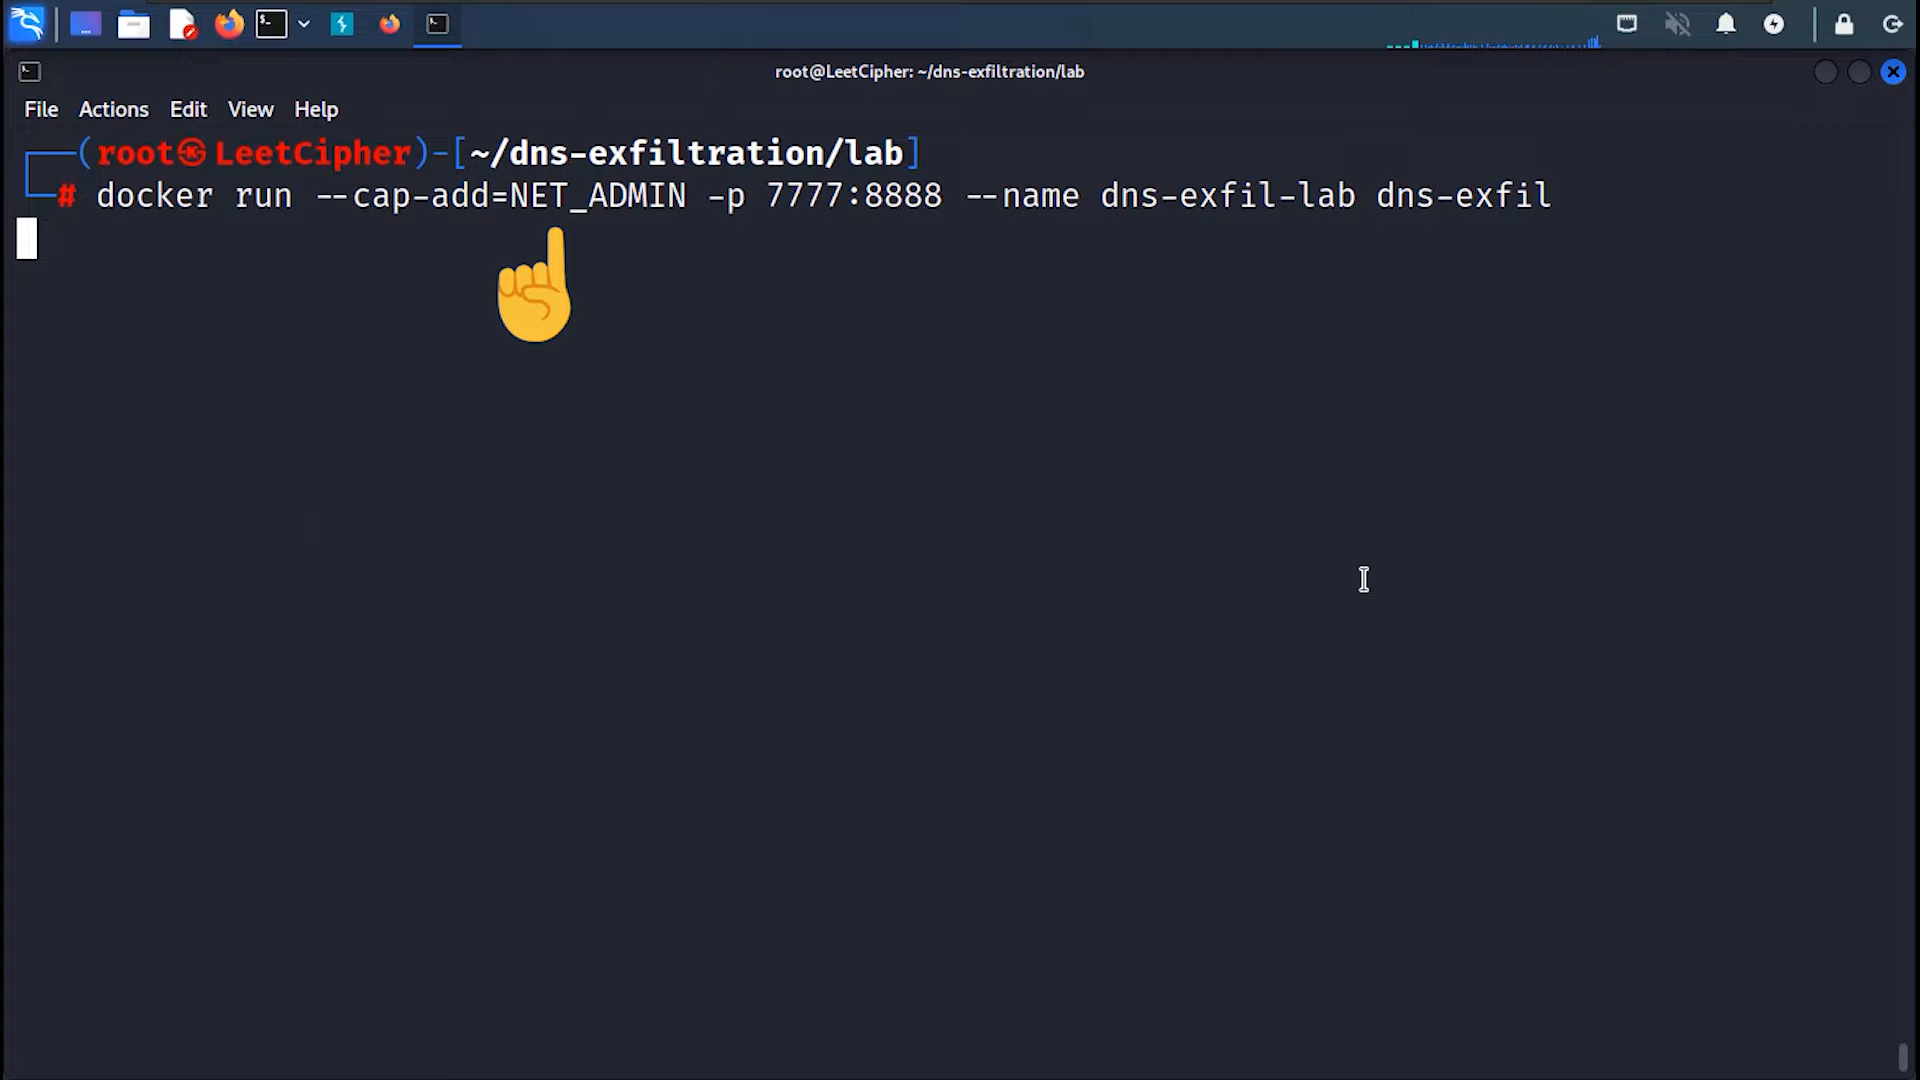 root@LeetCipher: ~/dns-exfiltration/lab
File Actions Edit View Help
(root㉿LeetCipher)-[~/dns-exfiltration/lab]
# docker run --cap-add=NET_ADMIN -p 7777:8888 --name dns-exfil-lab dns-exfil